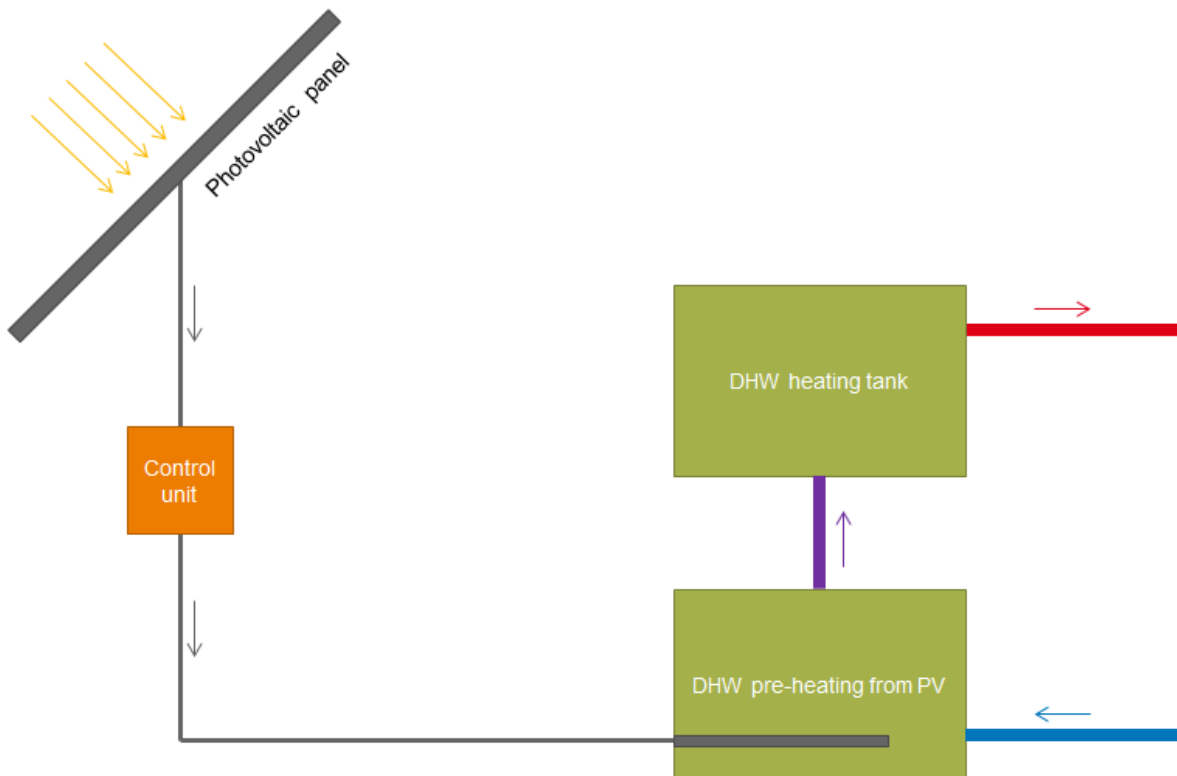 Photovoltaic panel
Control
unit
DHW heating tank
DHW pre-heating from PV